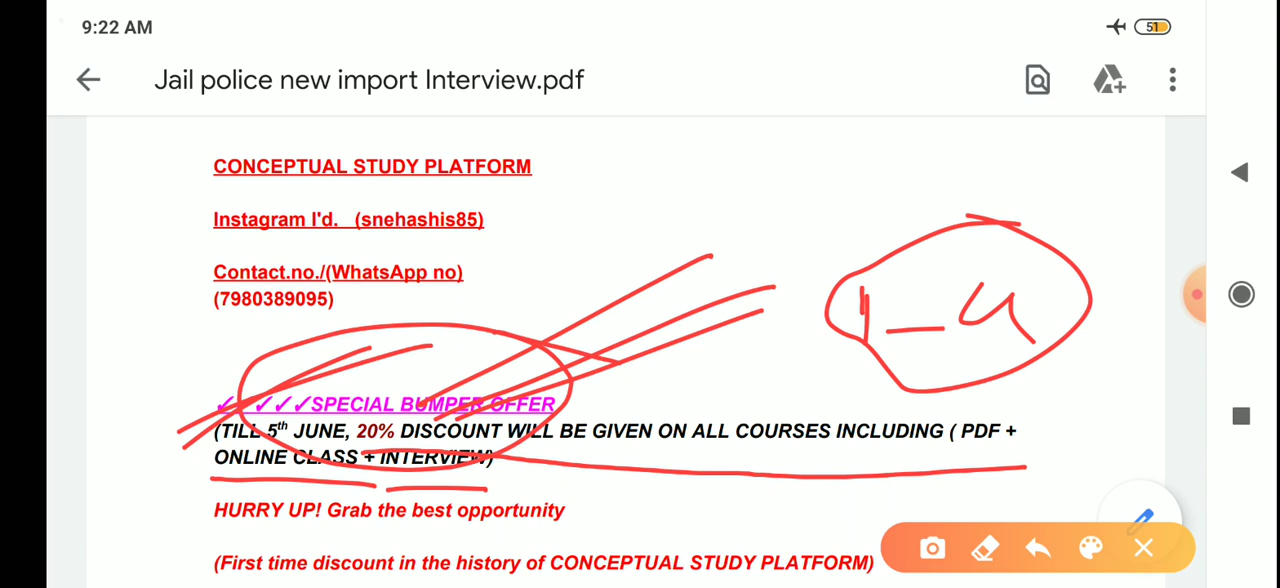 9:22 AM
51
Jail police new import Interview.pdf
CONCEPTUAL STUDY PLATFORM
Instagram I'd. (snehashis85)
Contact.no./(WhatsApp no)
(7980389095)
1_4
✓✓✓✓SPECIAL BUMPER OFFER
(TILL 5th JUNE, 20% DISCOUNT WILL BE GIVEN ON ALL COURSES INCLUDING ( PDF +
ONLINE CLASS + INTERVIEW)
HURRY UP! Grab the best opportunity
(First time discount in the history of CONCEPTUAL STUDY PLATFORM)